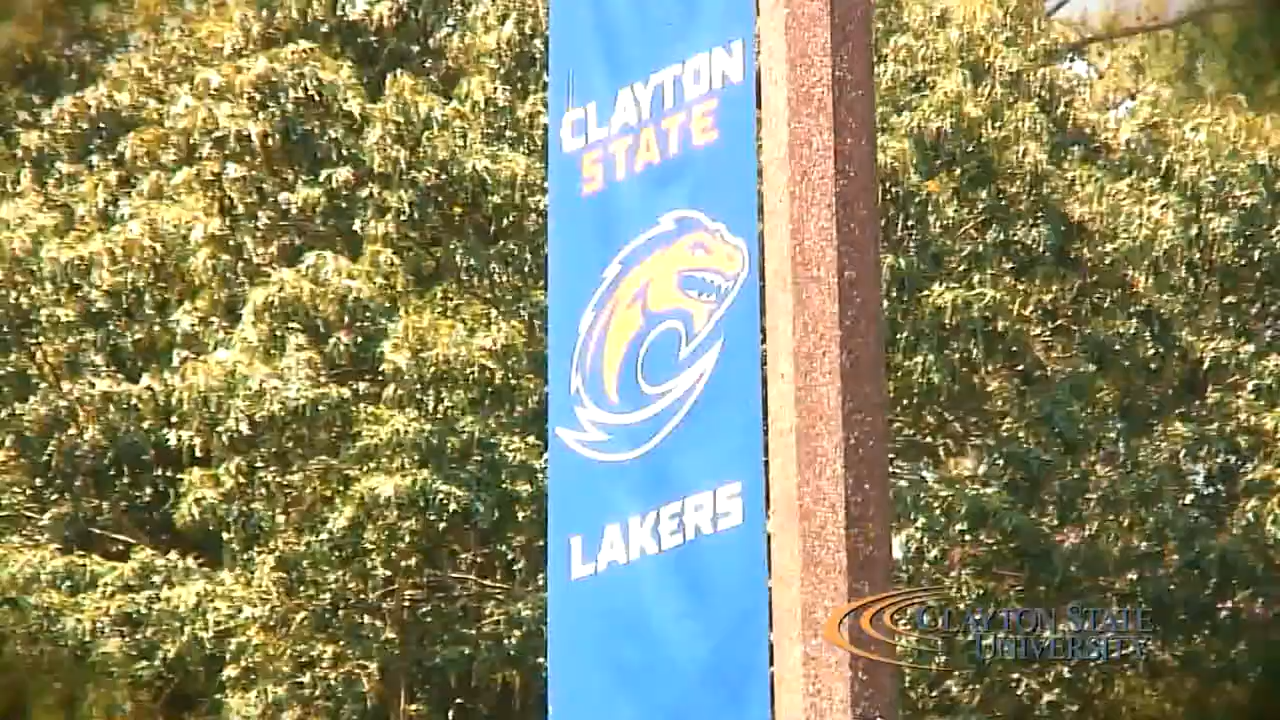 CLAYTON
STATE
LAKERS
CLAYTON STATE
UNIVERSITY